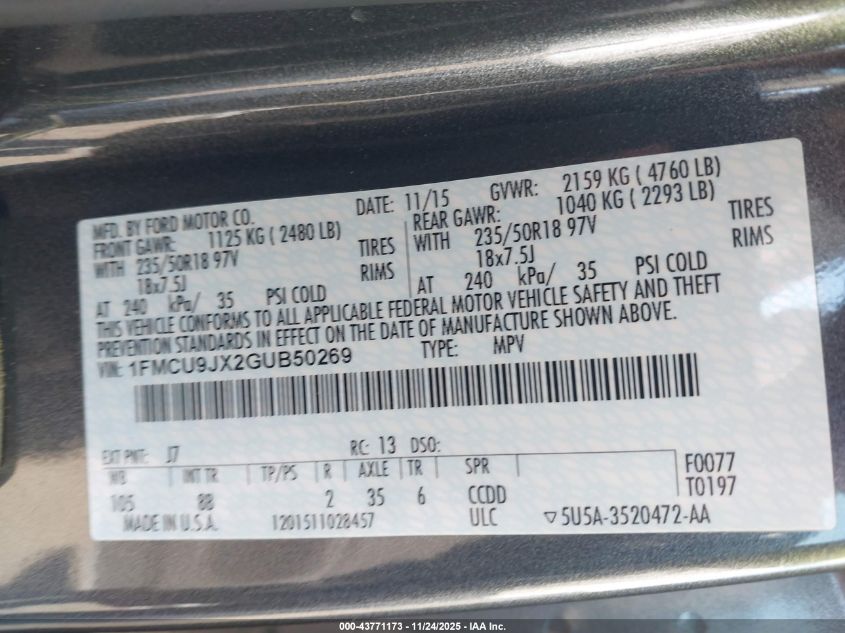 MFD. BY FORD MOTOR CO. DATE: 11/15 GVWR: 2159 KG ( 4760 LB)
FRONT GAWR: 1125 KG ( 2480 LB) REAR GAWR: 1040 KG ( 2293 LB)
WITH 235/50R18 97V TIRES WITH 235/50R18 97V TIRES
18x7.5J RIMS 18x7.5J RIMS
AT 240 kPa/ 35 PSI COLD AT 240 kPa/ 35 PSI COLD
THIS VEHICLE CONFORMS TO ALL APPLICABLE FEDERAL MOTOR VEHICLE SAFETY AND THEFT
PREVENTION STANDARDS IN EFFECT ON THE DATE OF MANUFACTURE SHOWN ABOVE.
VIN: 1FMCU9JX2GUB50269 TYPE: MPV
EXT PNT: J7 RC: 13 DSO:
WB INT TR TP/PS R AXLE TR SPR F0077
105 88 2 35 6 CCDD T0197
MADE IN U.S.A. 1201511028457 ULC ▽5U5A-3520472-AA
000-43771173 - 11/24/2025 - IAA Inc.